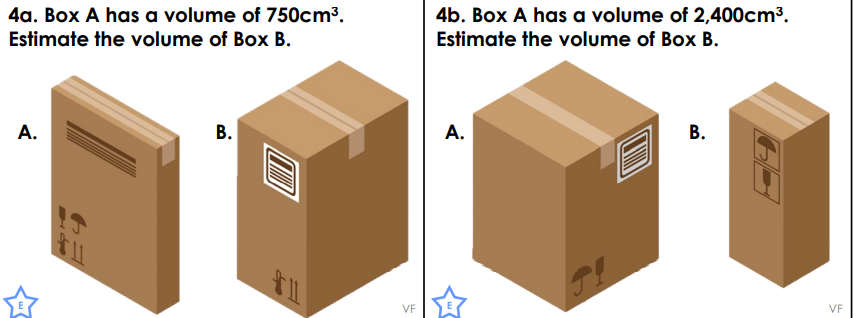 4a. Box A has a volume of 750cm³.
Estimate the volume of Box B.
A.
B.
E
VF
4b. Box A has a volume of 2,400cm³.
Estimate the volume of Box B.
A.
B.
E
VF